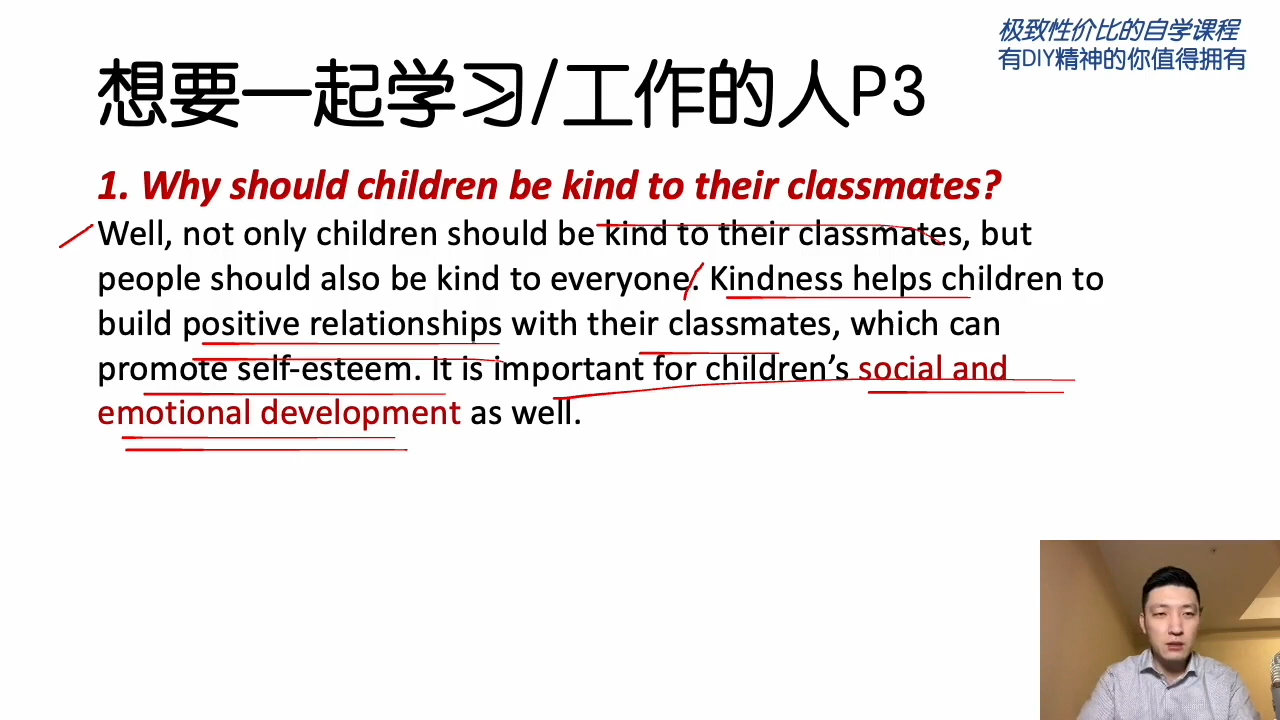 极致性价比的自学课程
有DIY精神的你值得拥有
想要一起学习/工作的人P3
1. Why should children be kind to their classmates?
Well, not only children should be kind to their classmates, but
people should also be kind to everyone. Kindness helps children to
build positive relationships with their classmates, which can
promote self-esteem. It is important for children’s social and
emotional development as well.